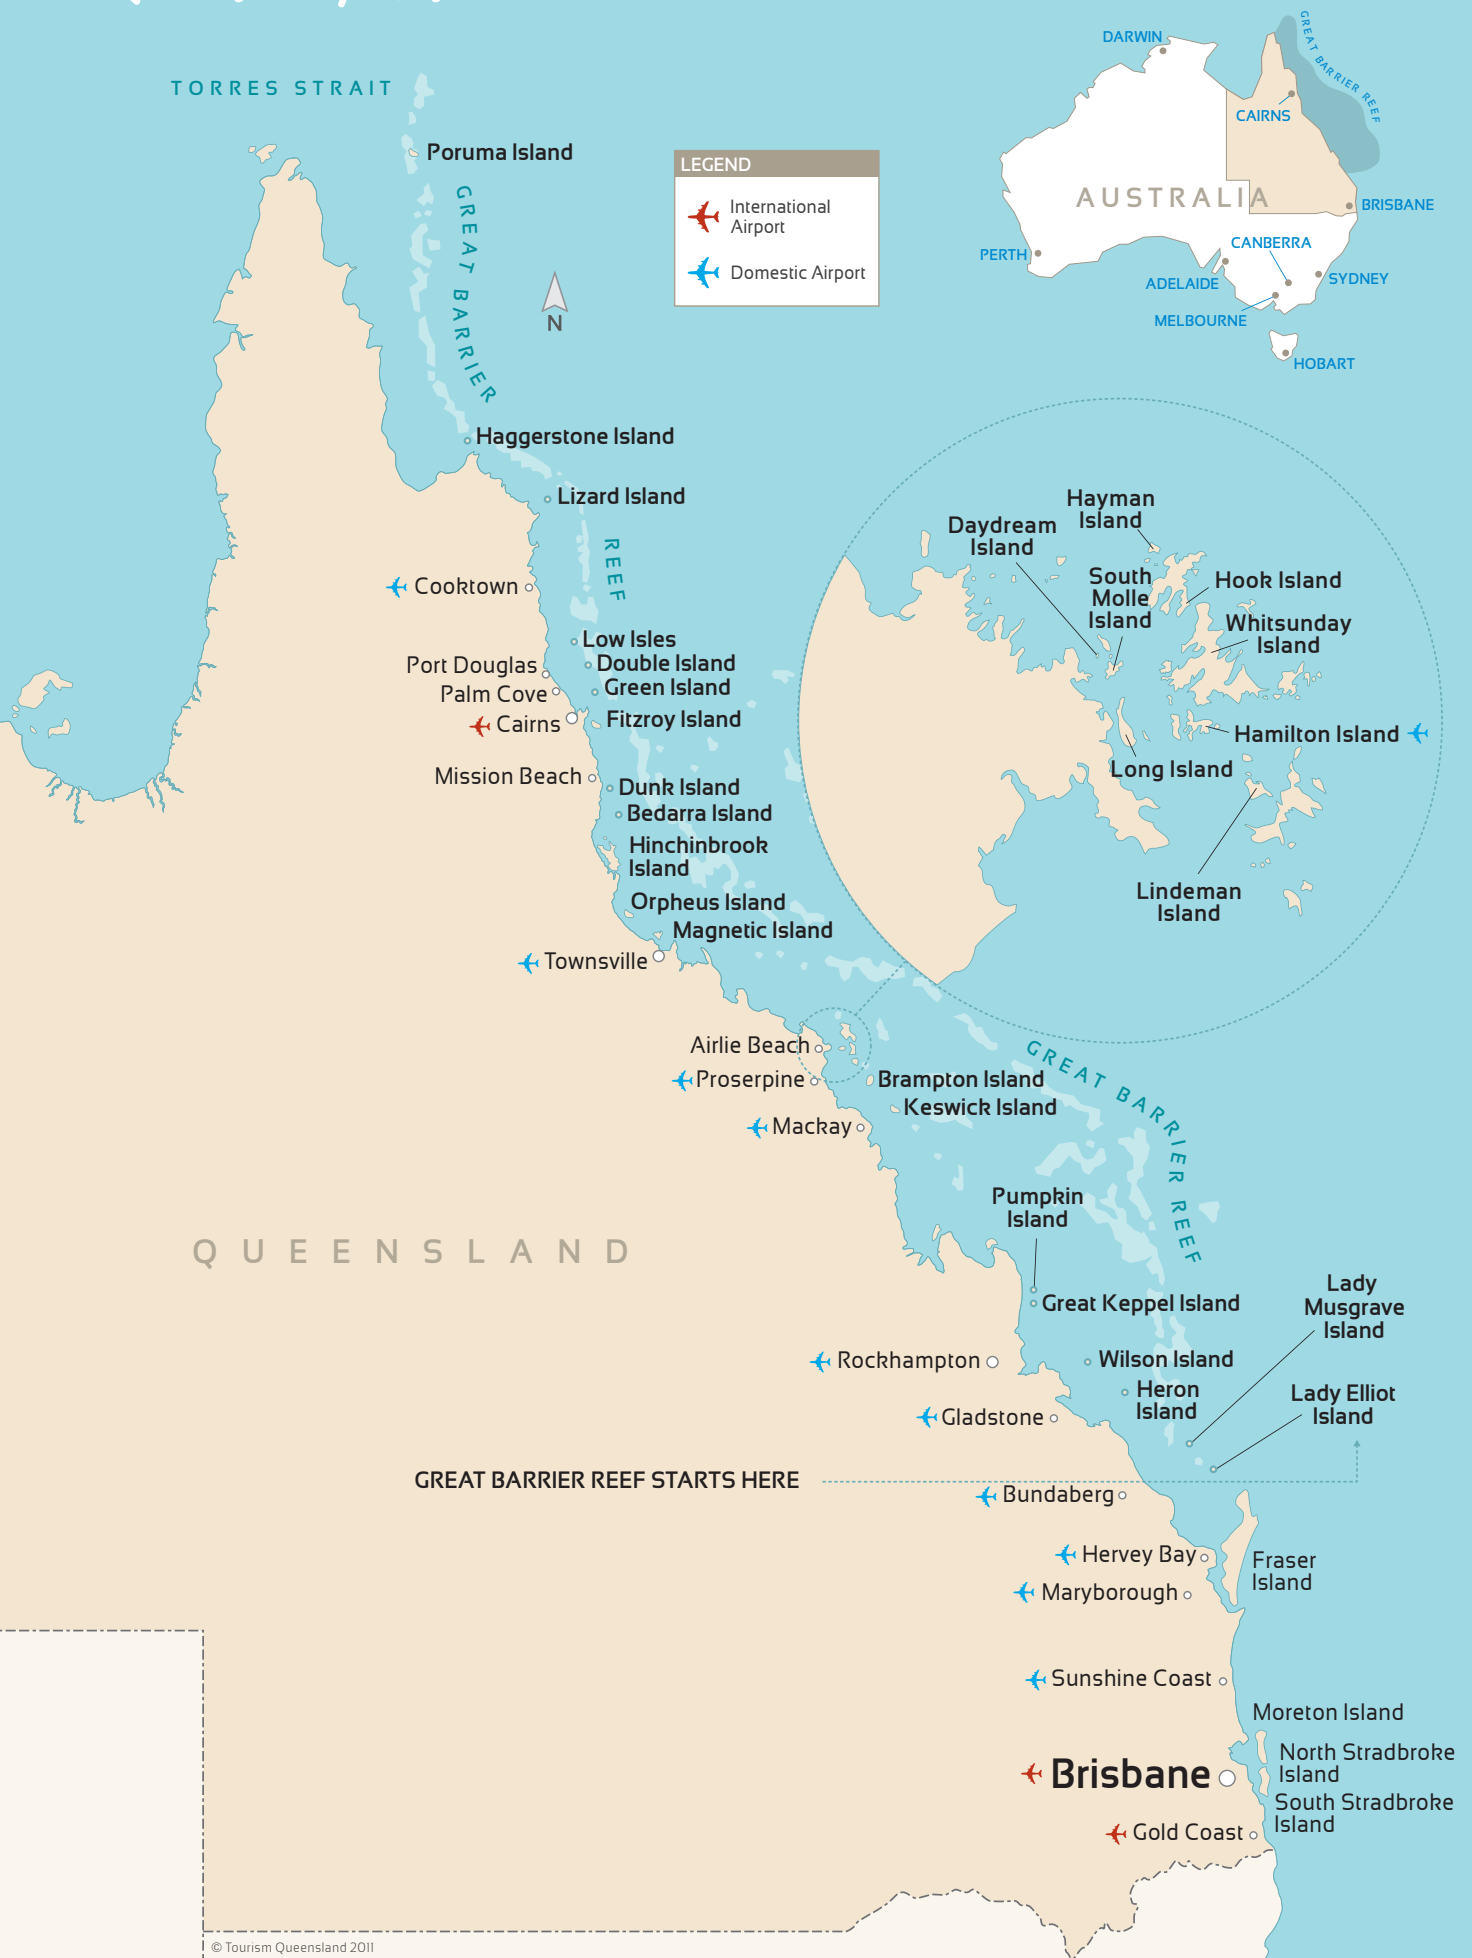 TORRES STRAIT
Poruma Island
GREAT BARRIER
REEF
LEGEND
International
Airport
Domestic Airport
N
DARWIN
GREAT BARRIER REEF
CAIRNS
AUSTRALIA
BRISBANE
PERTH
CANBERRA
ADELAIDE
SYDNEY
MELBOURNE
HOBART
Haggerstone Island
Lizard Island
Cooktown
Low Isles
Port Douglas
Double Island
Palm Cove
Green Island
Cairns
Fitzroy Island
Mission Beach
Dunk Island
Bedarra Island
Hinchinbrook
Island
Orpheus Island
Magnetic Island
Townsville
Hayman
Island
Daydream
Island
South
Molle
Island
Hook Island
Whitsunday
Island
Hamilton Island
Long Island
Lindeman
Island
Airlie Beach
Proserpine
Brampton Island
Keswick Island
Mackay
GREAT BARRIER REEF
QUEENSLAND
Pumpkin
Island
Great Keppel Island
Lady
Musgrave
Island
Rockhampton
Wilson Island
Heron
Island
Lady Elliot
Island
Gladstone
GREAT BARRIER REEF STARTS HERE
Bundaberg
Hervey Bay
Fraser
Island
Maryborough
Sunshine Coast
Moreton Island
North Stradbroke
Island
Brisbane
South Stradbroke
Island
Gold Coast
© Tourism Queensland 2011